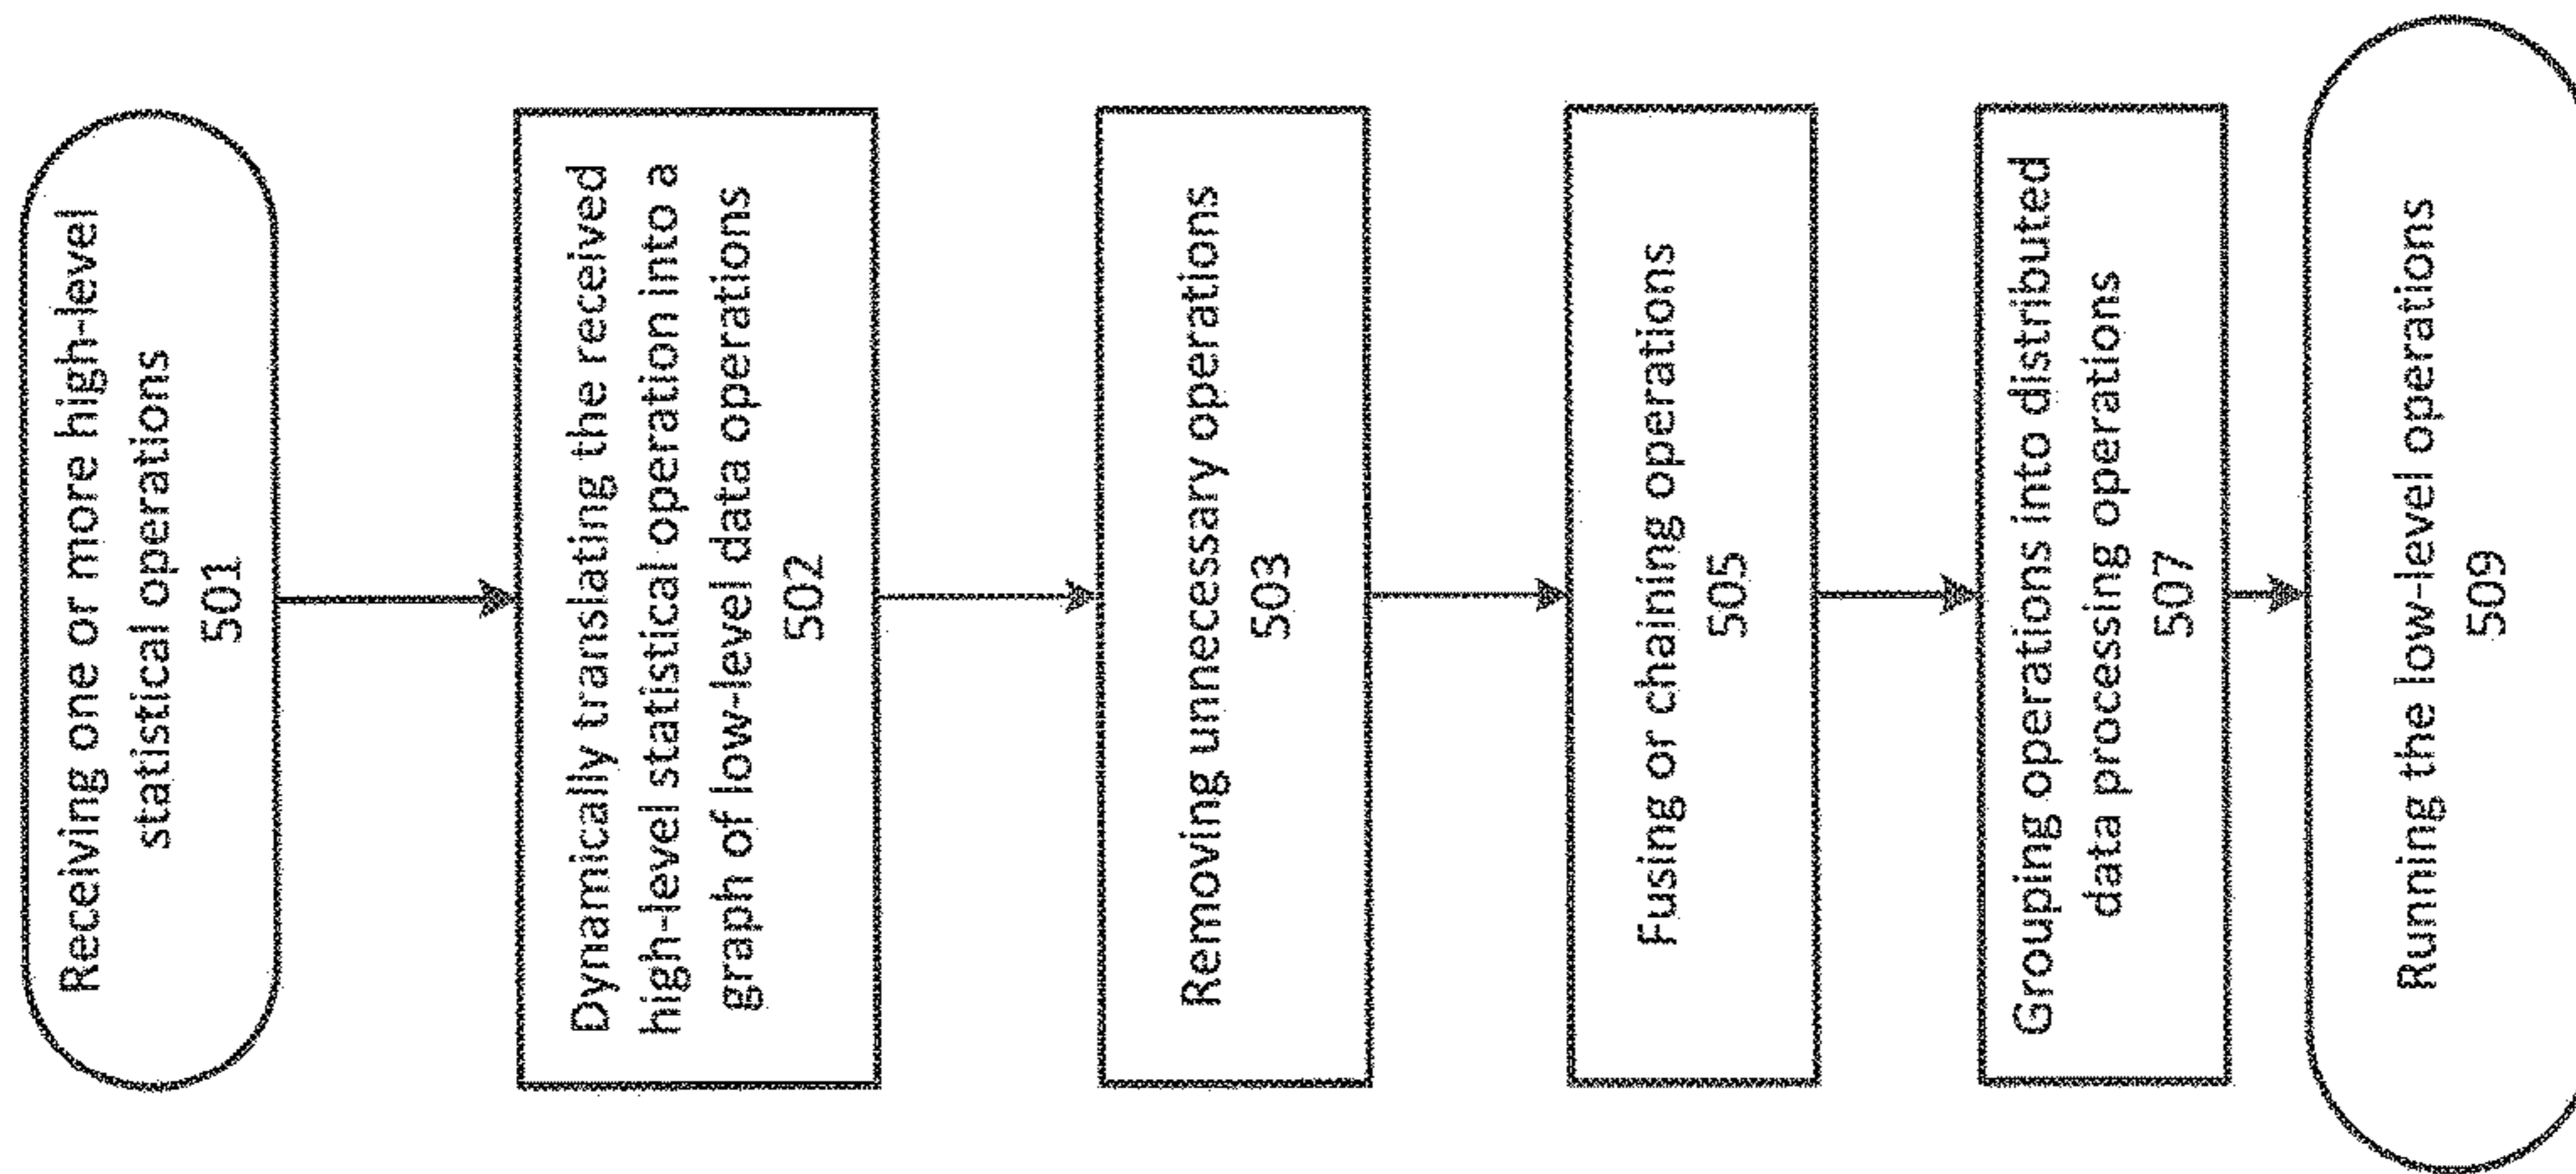 Receiving one or more high-level
statistical operations
501
Dynamically translating the received
high-level statistical operation into a
graph of low-level data operations
502
Removing unnecessary operations
503
Fusing or chaining operations
505
Grouping operations into distributed
data processing operations
507
Running the low-level operations
509